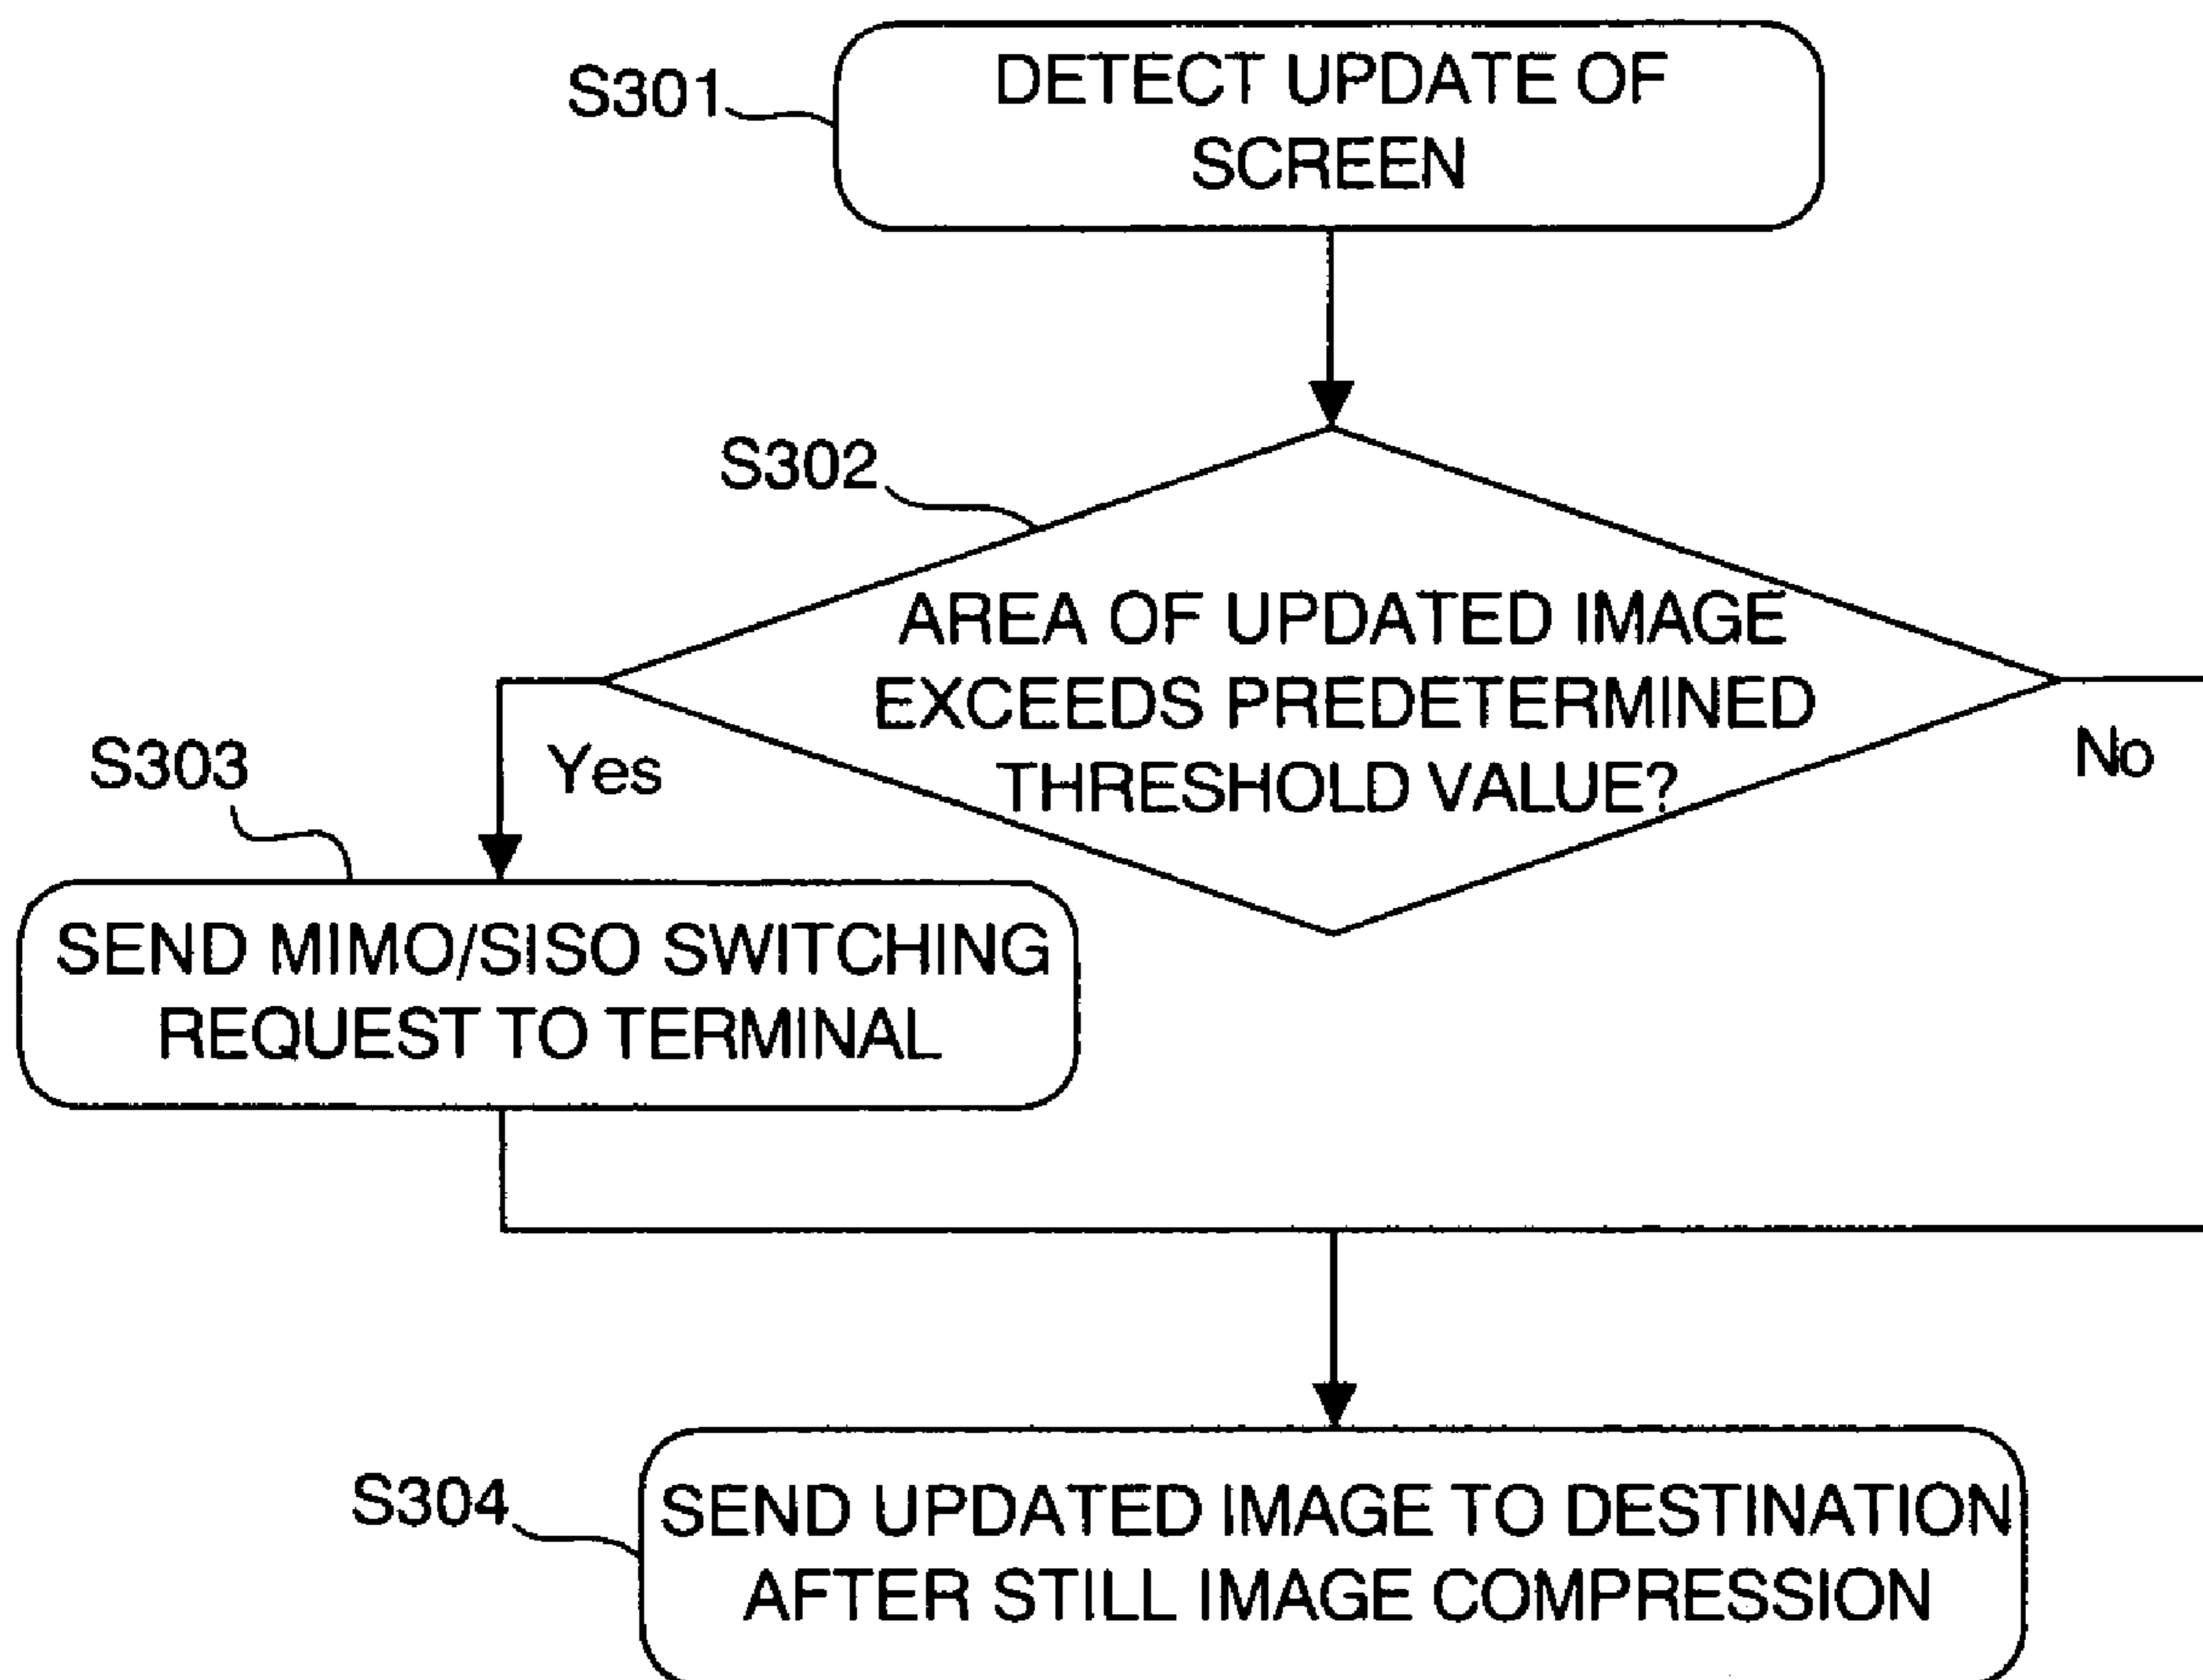 S301
DETECT UPDATE OF
SCREEN
S302
AREA OF UPDATED IMAGE
EXCEEDS PREDETERMINED
THRESHOLD VALUE?
Yes
No
S303
SEND MIMO/SISO SWITCHING
REQUEST TO TERMINAL
S304
SEND UPDATED IMAGE TO DESTINATION
AFTER STILL IMAGE COMPRESSION